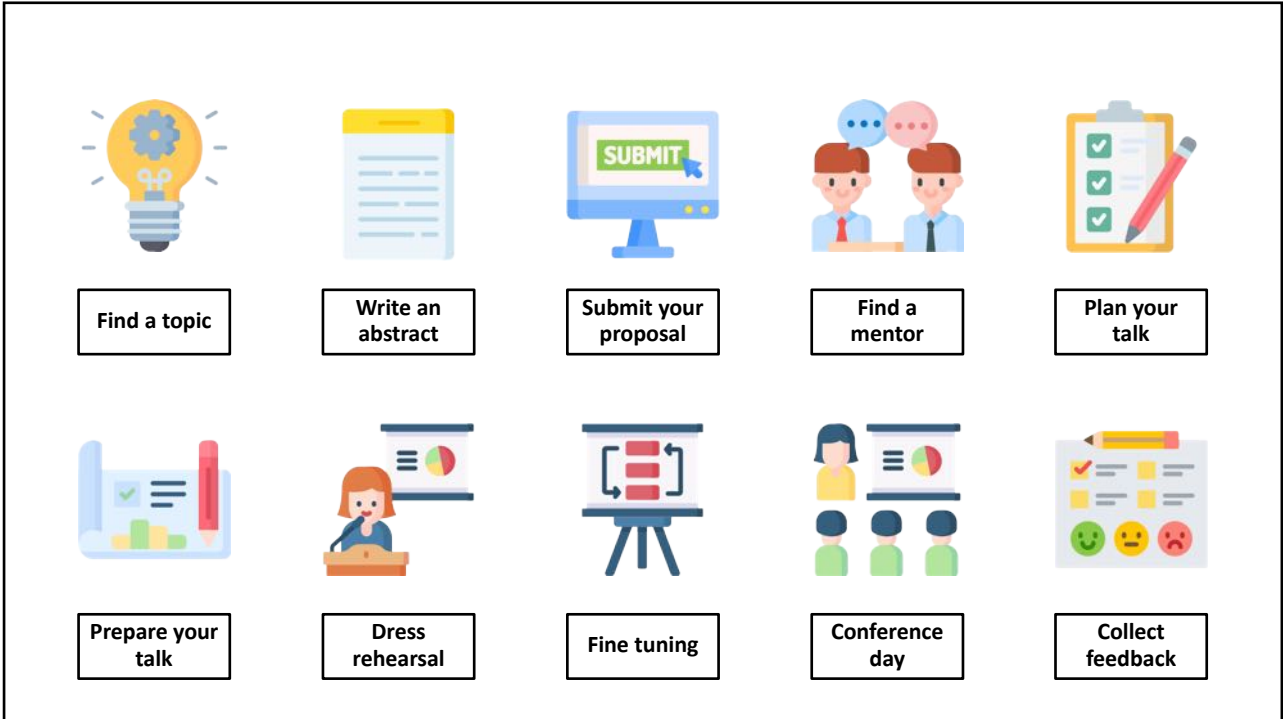 SUBMIT
Find a topic
Write an
abstract
Submit your
proposal
Find a
mentor
Plan your
talk
Prepare your
talk
Dress
rehearsal
Fine tuning
Conference
day
Collect
feedback